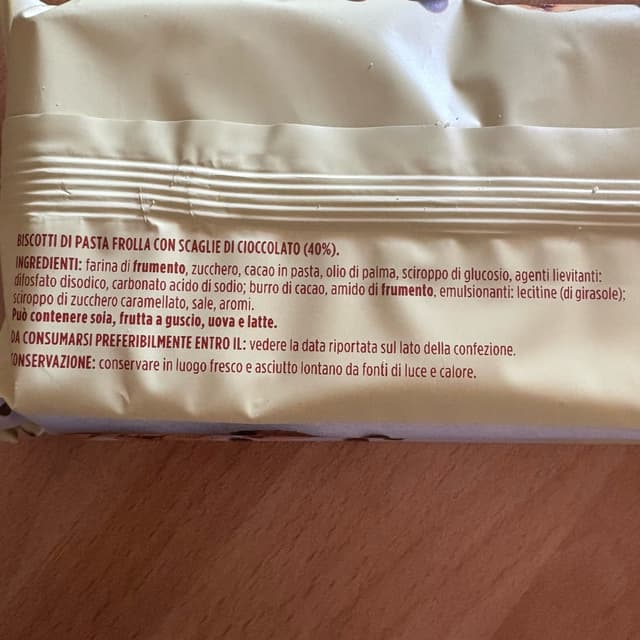 BISCOTTI DI PASTA FROLLA CON SCAGLIE DI CIOCCOLATO (40%).
INGREDIENTI: farina di frumento, zucchero, cacao in pasta, olio di palma, sciroppo di glucosio, agenti lievitanti:
difosfato disodico, carbonato acido di sodio; burro di cacao, amido di frumento, emulsionanti: lecitine (di girasole);
sciroppo di zucchero caramellato, sale, aromi.
Può contenere soia, frutta a guscio, uova e latte.
DA CONSUMARSI PREFERIBILMENTE ENTRO IL: vedere la data riportata sul lato della confezione.
CONSERVAZIONE: conservare in luogo fresco e asciutto lontano da fonti di luce e calore.